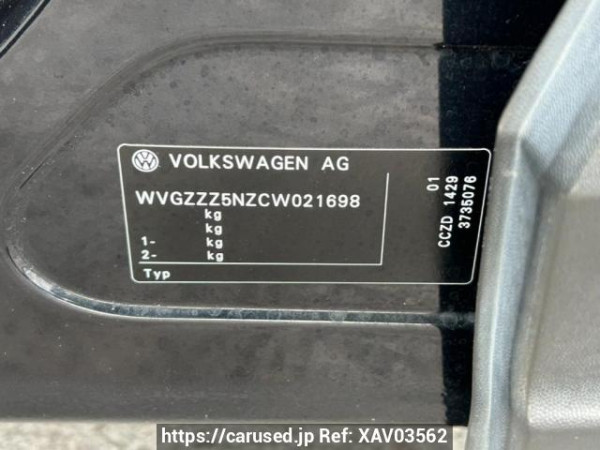 VOLKSWAGEN AG
WVGZZZ5NZCW021698
kg
kg
1- kg
2- kg
Typ
01
CCZD 1429
3735076
https://carused.jp Ref: XAV03562